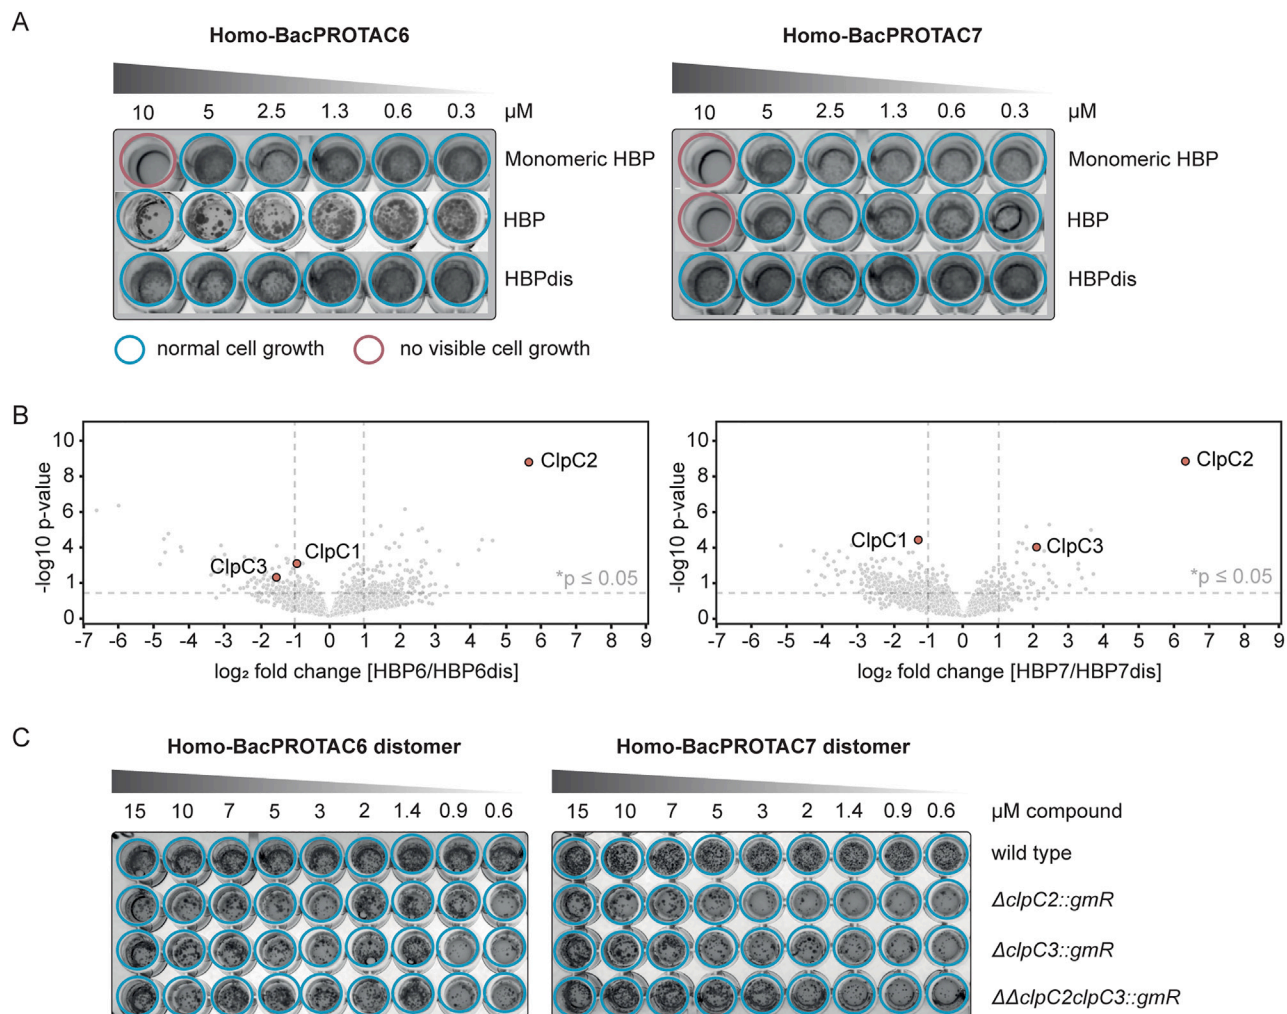 A
Homo-BacPROTAC6
10 5 2.5 1.3 0.6 0.3 µM
Monomeric HBP
HBP
HBPdis
Homo-BacPROTAC7
10 5 2.5 1.3 0.6 0.3
Monomeric HBP
HBP
HBPdis
normal cell growth no visible cell growth
B
-log10 p-value
10
8
6
4
1
0
ClpC2
ClpC1
ClpC3
*p ≤ 0.05
-7 -6 -5 -4 -3 -2 -1 0 1 2 3 4 5 6 7 8 9
log₂ fold change [HBP6/HBP6dis]
-log10 p-value
10
8
6
4
1
0
ClpC2
ClpC1
ClpC3
*p ≤ 0.05
-7 -6 -5 -4 -3 -2 -1 0 1 2 3 4 5 6 7 8 9
log₂ fold change [HBP7/HBP7dis]
C
Homo-BacPROTAC6 distomer
15 10 7 5 3 2 1.4 0.9 0.6
Homo-BacPROTAC7 distomer
15 10 7 5 3 2 1.4 0.9 0.6 µM compound
wild type
ΔclpC2::gmR
ΔclpC3::gmR
ΔΔclpC2clpC3::gmR